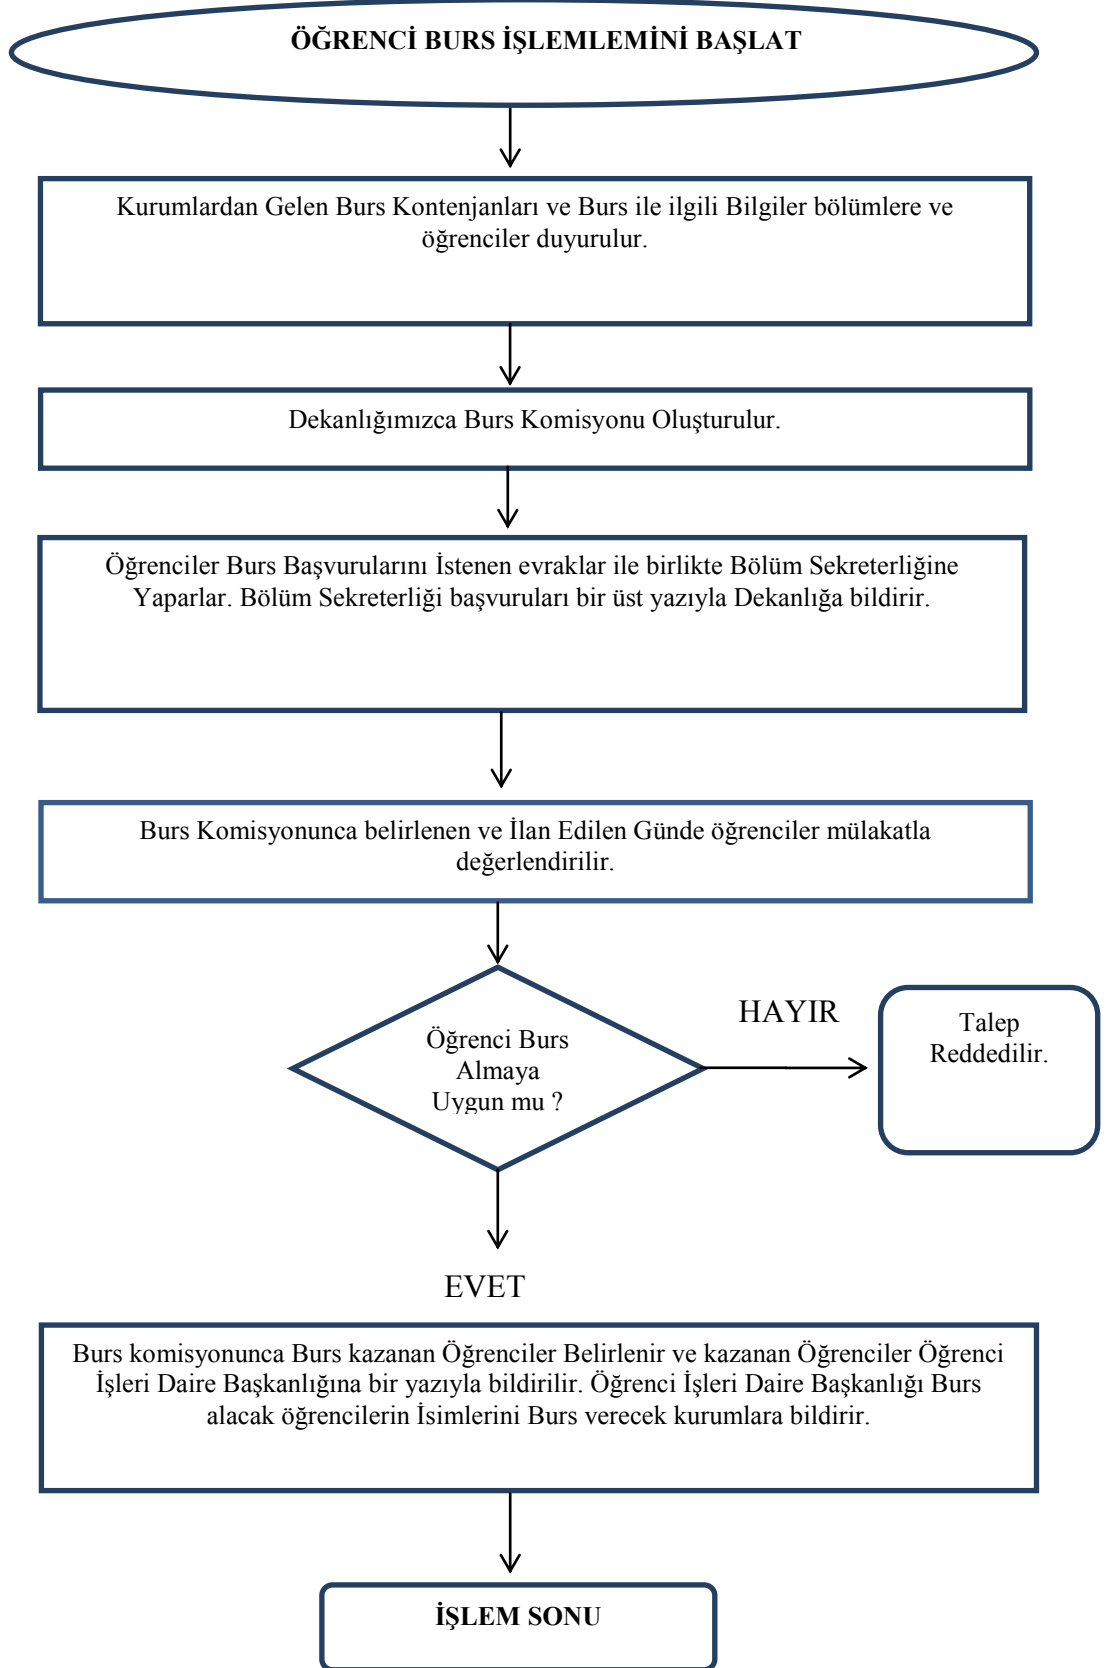 ÖĞRENCİ BURS İŞLEMLEMİNİ BAŞLAT
Kurumlardan Gelen Burs Kontenjanları ve Burs ile ilgili Bilgiler bölümlere ve
öğrenciler duyurulur.
Dekanlığımızca Burs Komisyonu Oluşturulur.
Öğrenciler Burs Başvurularını İstenen evraklar ile birlikte Bölüm Sekreterliğine
Yaparlar. Bölüm Sekreterliği başvuruları bir üst yazıyla Dekanlığa bildirir.
Burs Komisyonunca belirlenen ve İlan Edilen Günde öğrenciler mülakatla
değerlendirilir.
Öğrenci Burs
Almaya
Uygun mu ?
HAYIR
Talep
Reddedilir.
EVET
Burs komisyonunca Burs kazanan Öğrenciler Belirlenir ve kazanan Öğrenciler Öğrenci
İşleri Daire Başkanlığına bir yazıyla bildirilir. Öğrenci İşleri Daire Başkanlığı Burs
alacak öğrencilerin İsimlerini Burs verecek kurumlara bildirir.
İŞLEM SONU